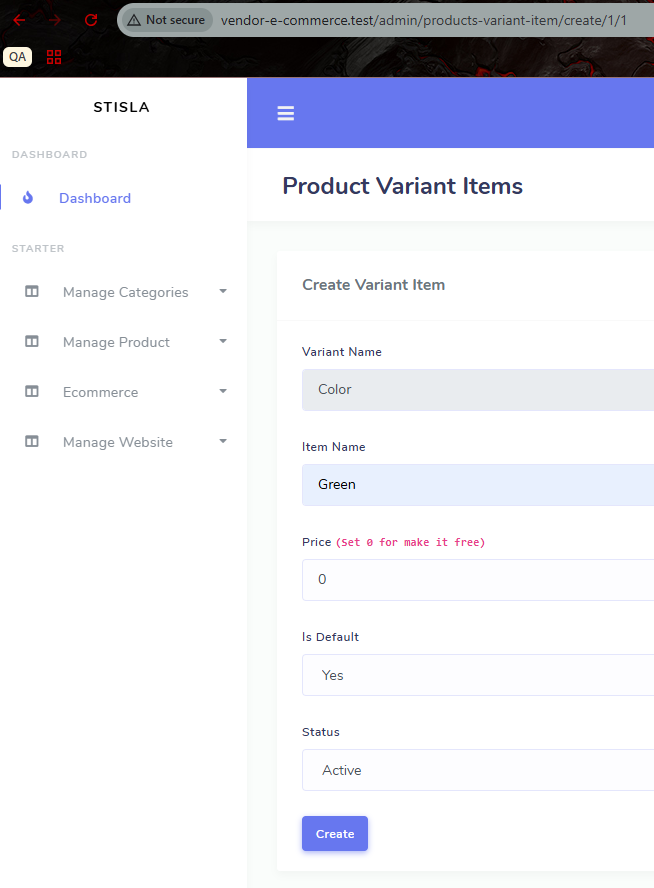 Not secure vendor-e-commerce.test/admin/products-variant-item/create/1/1
QA
STISLA
DASHBOARD
Dashboard
STARTER
Manage Categories
Manage Product
Ecommerce
Manage Website
Product Variant Items
Create Variant Item
Variant Name
Color
Item Name
Green
Price (Set 0 for make it free)
0
Is Default
Yes
Status
Active
Create